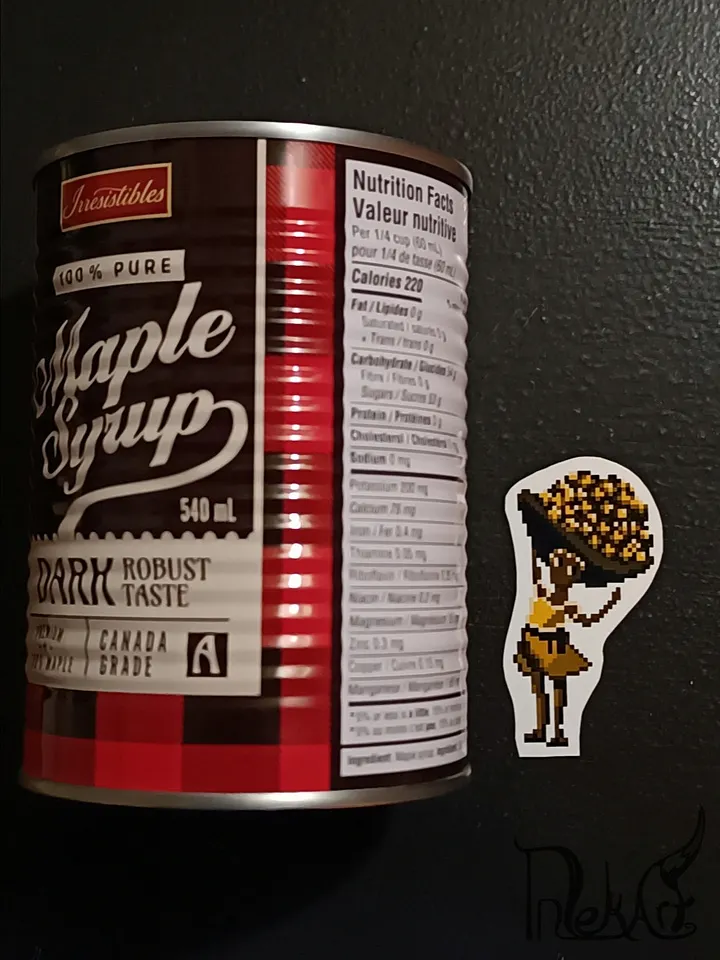 Irresistibles
100% PURE
Maple
Syrup
540 mL
DARK ROBUST
TASTE
CANADA
GRADE
A
Nutrition Facts
Valeur nutritive
Per 1/4 cup (60 mL)
pour 1/4 de tasse (60 mL)
Calories 220
Fat / Lipides 0 g
Saturated / saturés 0 g
+ Trans / trans 0 g
Carbohydrate / Glucides 54 g
Fibre / Fibres 0 g
Sugars / Sucres 53 g
Protein / Protéines 0 g
Cholesterol / Cholestérol
Sodium 0 mg
Potassium 200 mg
Calcium 75 mg
Iron / Fer 0.4 mg
Thiamine 0.05 mg
Riboflavin / Riboflavine
Niacin / Niacine 0.2 mg
Magnesium / Magnésium
Zinc 0.3 mg
Copper / Cuivre 0.15 mg
Manganese / Manganèse
Ingredient: Maple syrup.